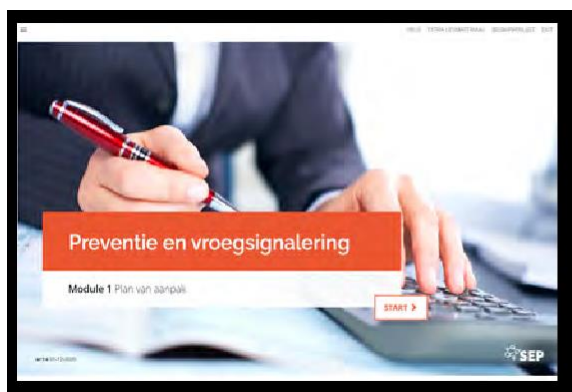 Preventie en vroegsignalering
Module 1 Plan van aanpak
START >
SEP